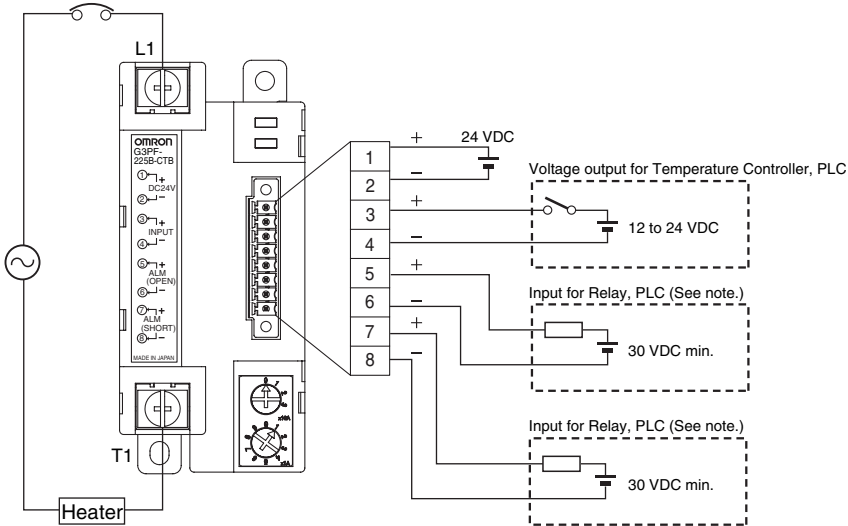 L1
OMRON
G3PF-
225B-CTB
1 +
DC24V
2 −
3 +
INPUT
4 −
5 +
ALM
(OPEN)
6 −
7 +
ALM
(SHORT)
8 −
MADE IN JAPAN
x10A
x2A
T1
Heater
1
2
3
4
5
6
7
8
+ 24 VDC
−
+
−
+
−
+
−
Voltage output for Temperature Controller, PLC
12 to 24 VDC
Input for Relay, PLC (See note.)
30 VDC min.
Input for Relay, PLC (See note.)
30 VDC min.